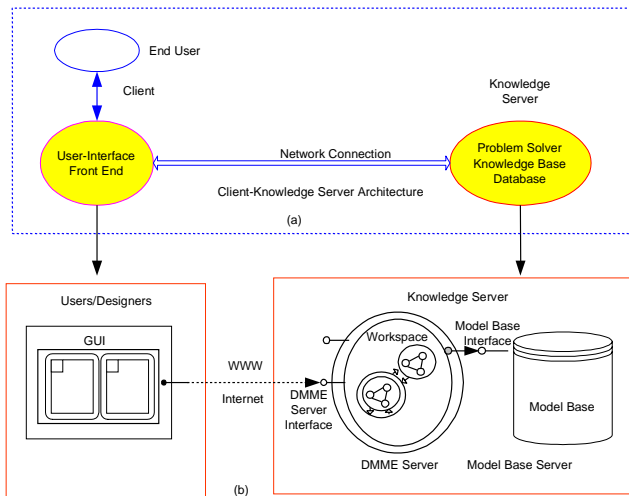 End User
Client
Knowledge
Server
User-Interface
Front End
Network Connection
Problem Solver
Knowledge Base
Database
Client-Knowledge Server Architecture
(a)
Users/Designers
Knowledge Server
GUI
Workspace
Model Base
Interface
WWW
Internet
DMME
Server
Interface
Model Base
DMME Server
Model Base Server
(b)